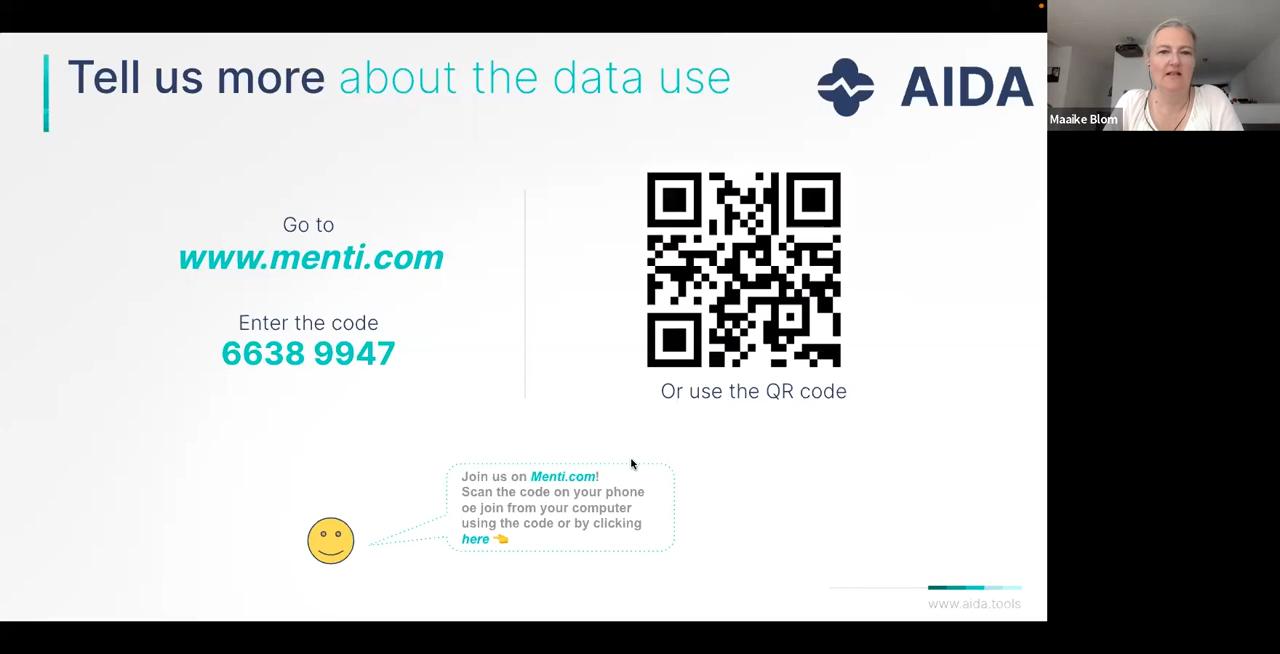 Tell us more about the data use
AIDA
Maaike Blom
Go to
www.menti.com
Enter the code
6638 9947
Or use the QR code
Join us on Menti.com!
Scan the code on your phone
oe join from your computer
using the code or by clicking
here 👈
www.aida.tools